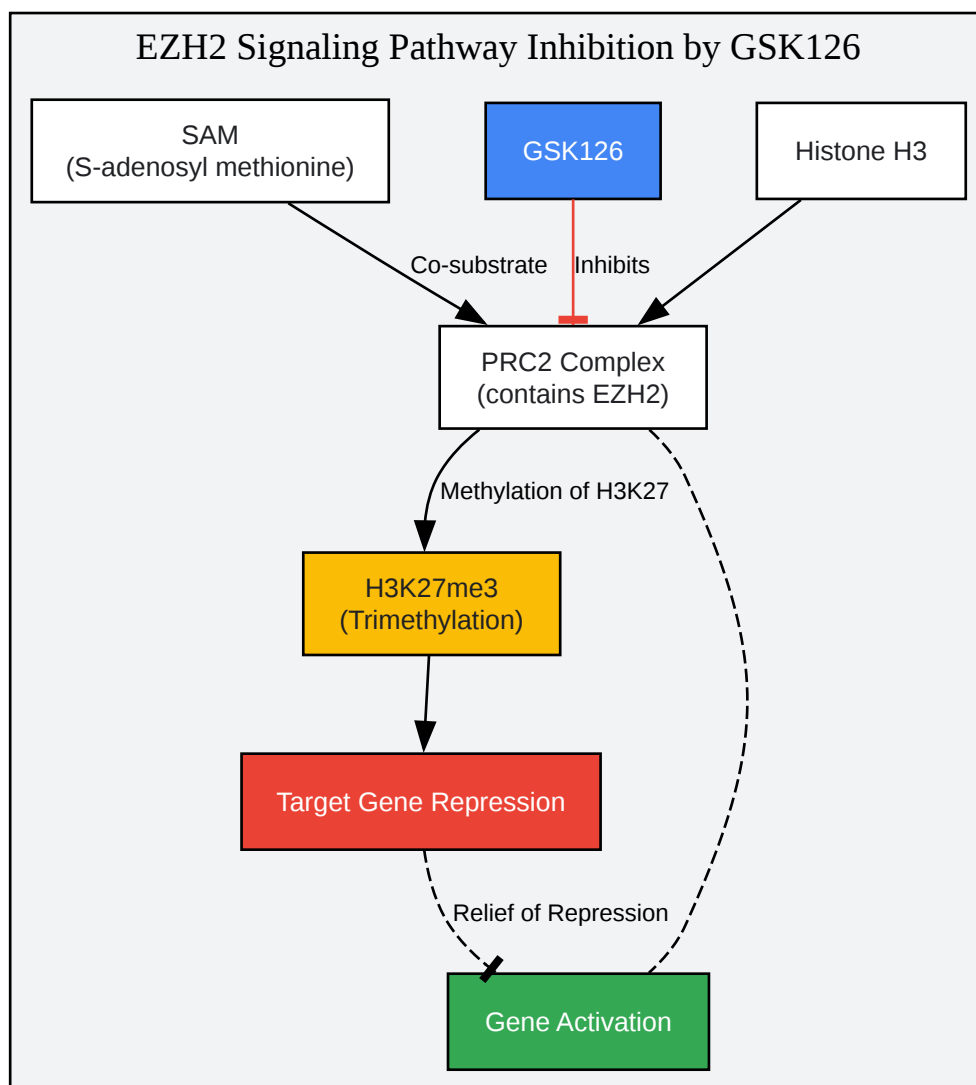 EZH2 Signaling Pathway Inhibition by GSK126
SAM
(S-adenosyl methionine)
GSK126
Histone H3
Co-substrate
Inhibits
PRC2 Complex
(contains EZH2)
Methylation of H3K27
H3K27me3
(Trimethylation)
Target Gene Repression
Relief of Repression
Gene Activation